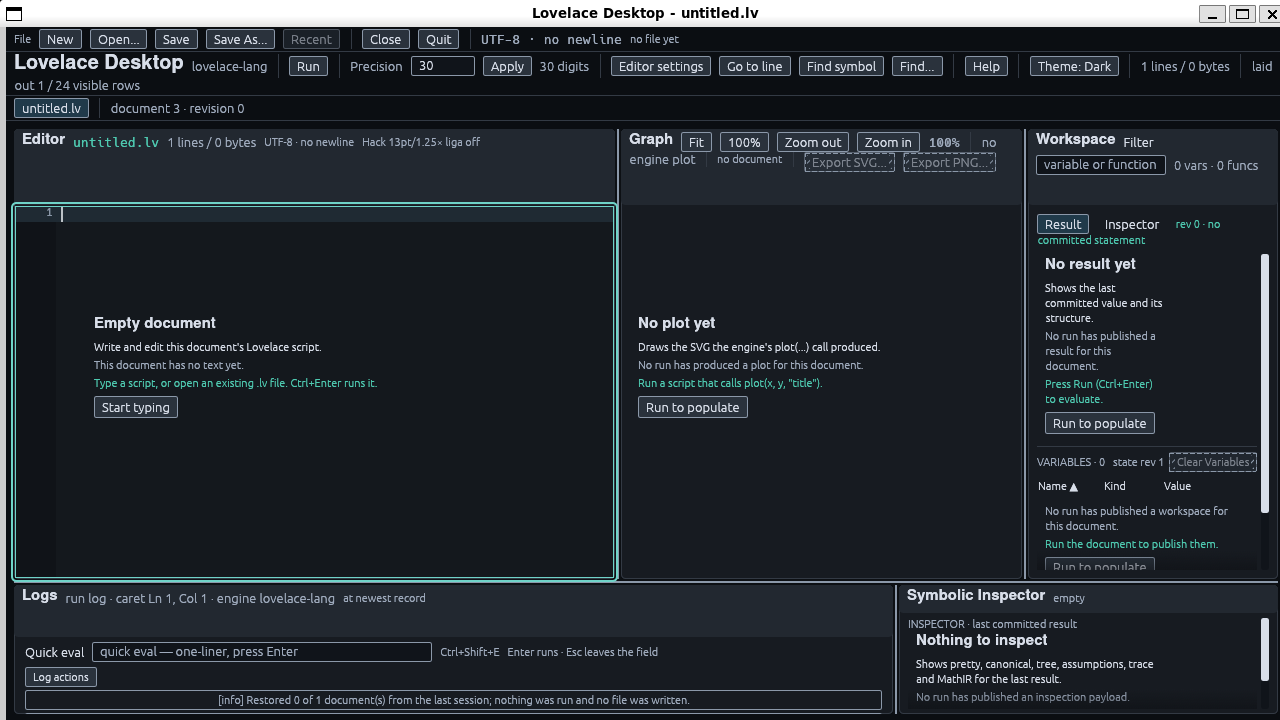 Lovelace Desktop - untitled.lv
File New Open... Save Save As... Recent Close Quit UTF-8 · no newline no file yet
Lovelace Desktop lovelace-lang Run Precision 30 Apply 30 digits Editor settings Go to line Find symbol Find... Help Theme: Dark 1 lines / 0 bytes laid
out 1 / 24 visible rows
untitled.lv document 3 · revision 0
Editor untitled.lv 1 lines / 0 bytes UTF-8 · no newline Hack 13pt/1.25× liga off
1
Empty document
Write and edit this document's Lovelace script.
This document has no text yet.
Type a script, or open an existing .lv file. Ctrl+Enter runs it.
Start typing
Graph Fit 100% Zoom out Zoom in 100% no
engine plot no document Export SVG... Export PNG...
No plot yet
Draws the SVG the engine's plot(...) call produced.
No run has produced a plot for this document.
Run a script that calls plot(x, y, "title").
Run to populate
Workspace Filter
variable or function 0 vars · 0 funcs
Result Inspector rev 0 · no
committed statement
No result yet
Shows the last
committed value and its
structure.
No run has published a
result for this
document.
Press Run (Ctrl+Enter)
to evaluate.
Run to populate
VARIABLES · 0 state rev 1 Clear Variables
Name ▲ Kind Value
No run has published a workspace for
this document.
Run the document to publish them.
Run to populate
Logs run log · caret Ln 1, Col 1 · engine lovelace-lang at newest record
Quick eval quick eval — one-liner, press Enter Ctrl+Shift+E Enter runs · Esc leaves the field
Log actions
[info] Restored 0 of 1 document(s) from the last session; nothing was run and no file was written.
Symbolic Inspector empty
INSPECTOR · last committed result
Nothing to inspect
Shows pretty, canonical, tree, assumptions, trace
and MathIR for the last result.
No run has published an inspection payload.